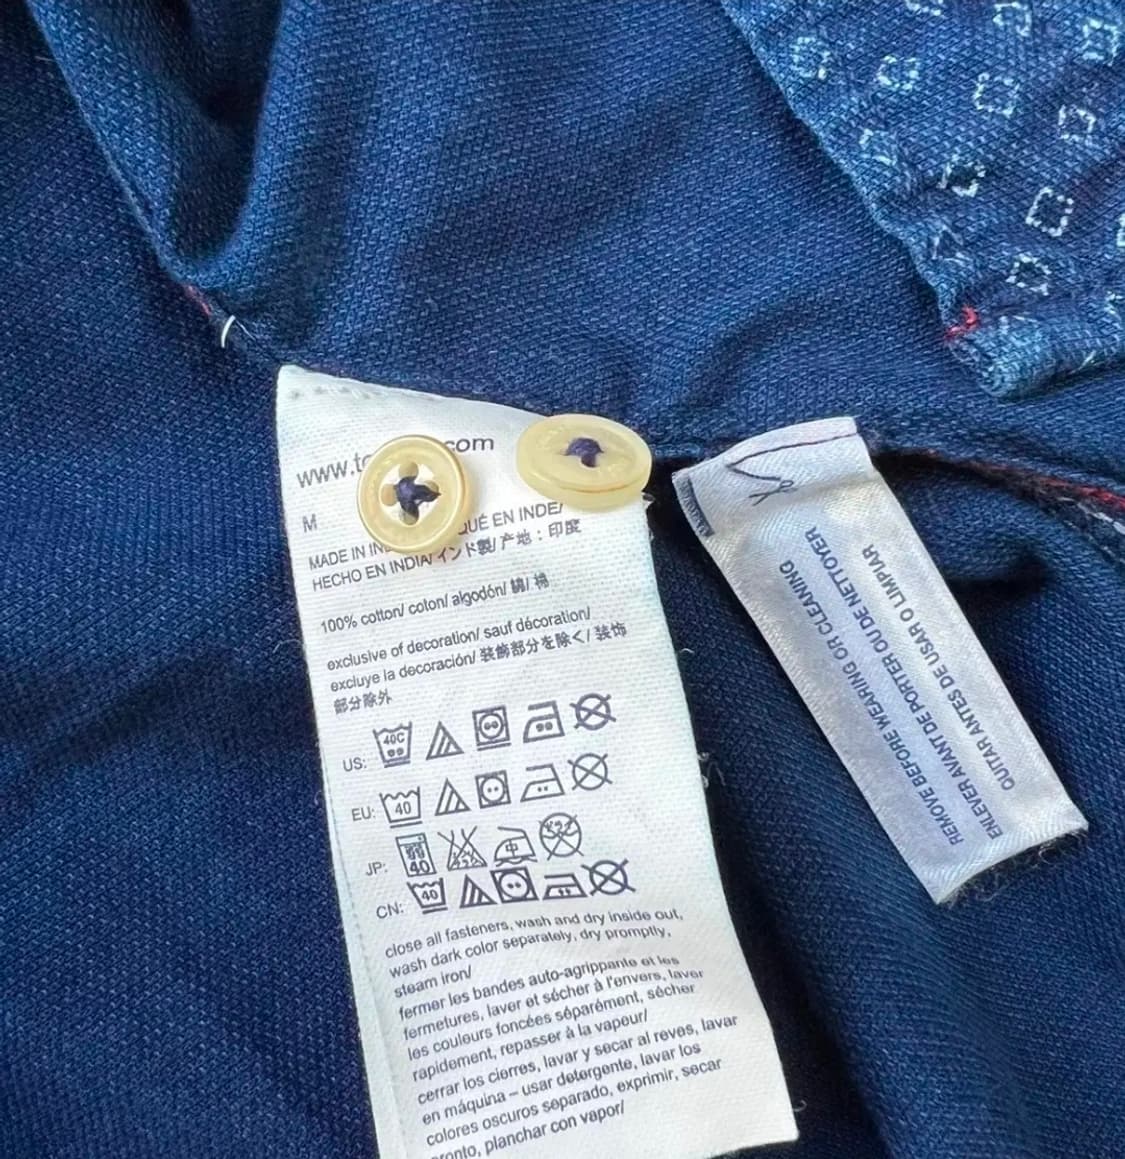 www.t .com
M
MADE IN IN QUÉ EN INDE/
HECHO EN INDIA/ インド製/ 产地：印度
100% cotton/ coton/ algodón/ 綿/ 棉
exclusive of decoration/ sauf décoration/
excluye la decoración/ 装飾部分を除く/ 装饰
部分除外
US: 40C
EU: 40
JP: 40 中
CN: 40
close all fasteners, wash and dry inside out,
wash dark color separately, dry promptly,
steam iron/
fermer les bandes auto-agrippante et les
fermetures, laver et sécher à l'envers, laver
les couleurs foncées séparément, sécher
rapidement, repasser à la vapeur/
cerrar los cierres, lavar y secar al reves, lavar
en máquina – usar detergente, lavar los
colores oscuros separado, exprimir, secar
pronto, planchar con vapor/
REMOVE BEFORE WEARING OR CLEANING
ENLEVER AVANT DE PORTER OU DE NETTOYER
QUITAR ANTES DE USAR O LIMPIAR